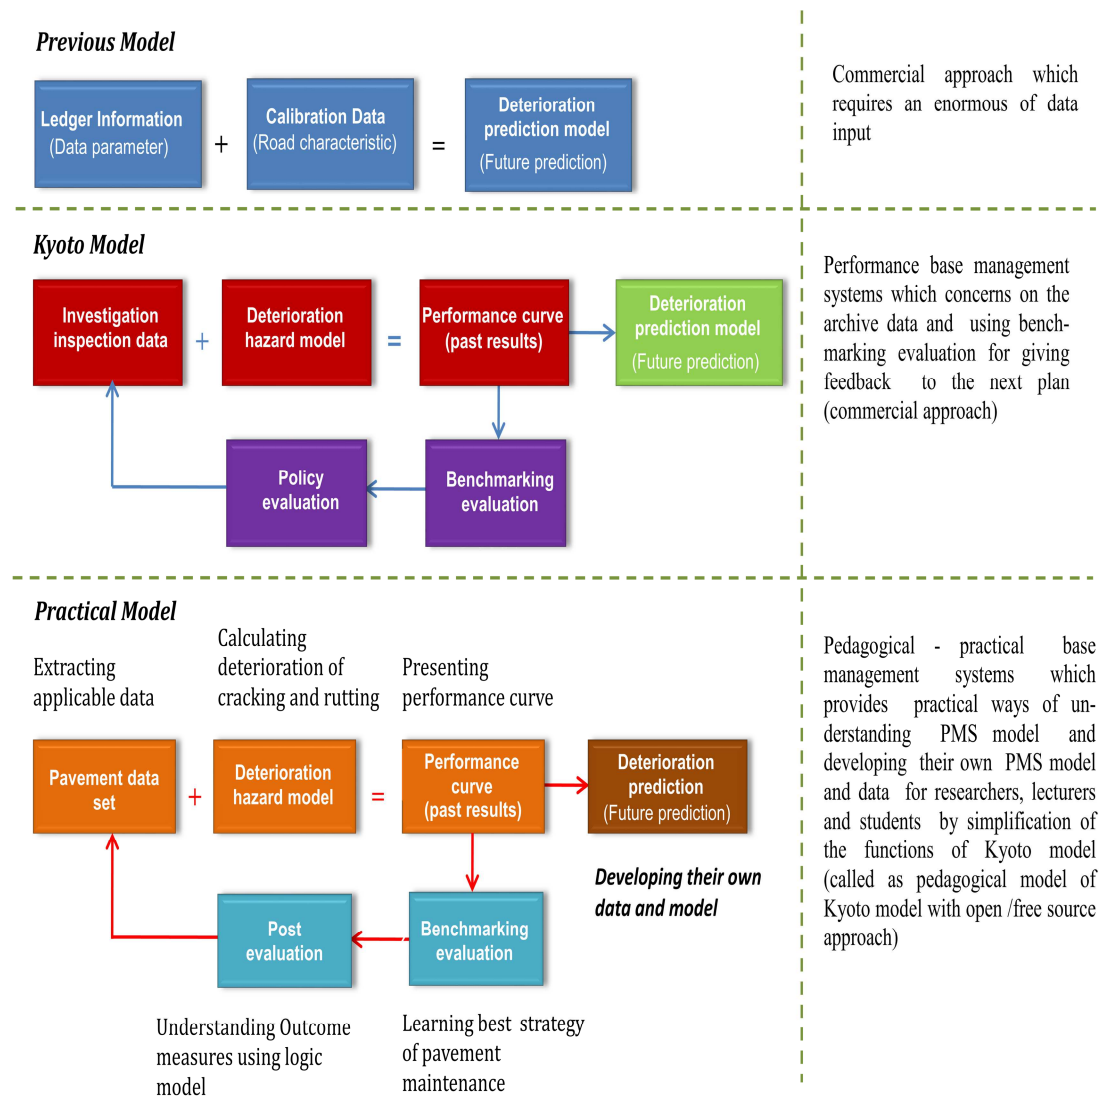 Previous Model
Ledger Information
(Data parameter)
+
Calibration Data
(Road characteristic)
=
Deterioration
prediction model
(Future prediction)
Commercial approach which
requires an enormous of data
input
Kyoto Model
Investigation
inspection data
+
Deterioration
hazard model
=
Performance curve
(past results)
Deterioration
prediction model
(Future prediction)
Policy
evaluation
Benchmarking
evaluation
Performance base management
systems which concerns on the
archive data and using bench-
marking evaluation for giving
feedback to the next plan
(commercial approach)
Practical Model
Extracting
applicable data
Calculating
deterioration of
cracking and rutting
Presenting
performance curve
Pavement data
set
+
Deterioration
hazard model
=
Performance
curve
(past results)
Deterioration
prediction
(Future prediction)
Developing their own
data and model
Post
evaluation
Benchmarking
evaluation
Understanding Outcome
measures using logic
model
Learning best strategy
of pavement
maintenance
Pedagogical - practical base
management systems which
provides practical ways of un-
derstanding PMS model and
developing their own PMS model
and data for researchers, lecturers
and students by simplification of
the functions of Kyoto model
(called as pedagogical model of
Kyoto model with open /free source
approach)